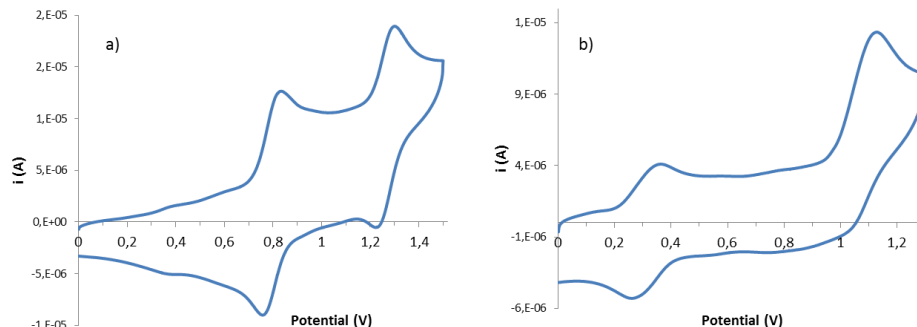 a)
i (A)
2,E-05
2,E-05
1,E-05
5,E-06
0,E+00
-5,E-06
-1,E-05
0
0,2
0,4
0,6
0,8
1
1,2
1,4
Potential (V)
b)
i (A)
1,E-05
9,E-06
4,E-06
-1,E-06
-6,E-06
0
0,2
0,4
0,6
0,8
1
1,2
Potential (V)